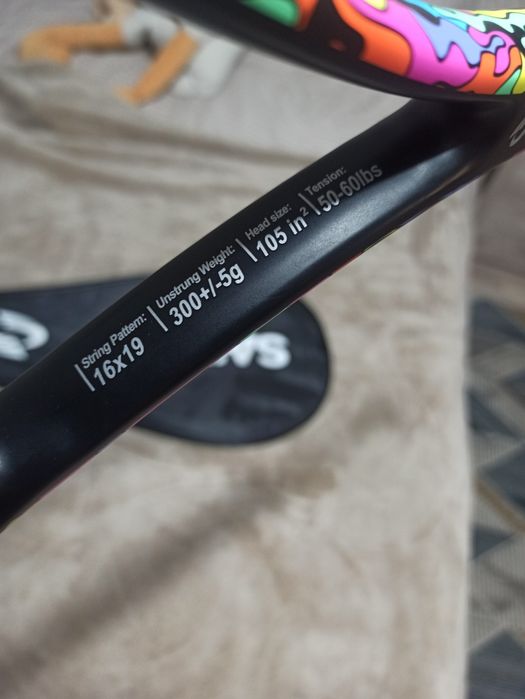 String Pattern:
16x19
Unstrung Weight:
300+/-5g
Head size:
105 in²
Tension:
50-60lbs